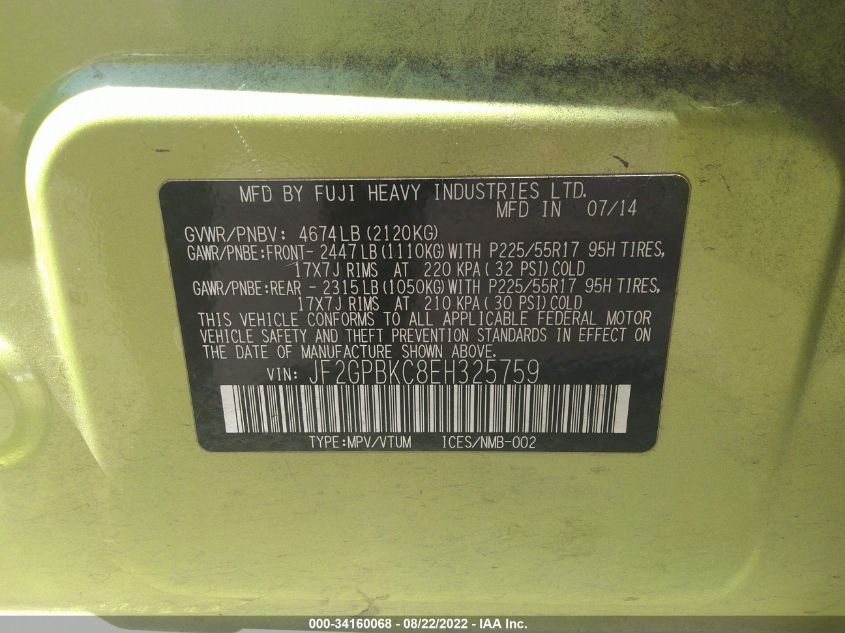 MFD BY FUJI HEAVY INDUSTRIES LTD.
MFD IN 07/14
GVWR/PNBV: 4674LB(2120KG)
GAWR/PNBE:FRONT- 2447LB(1110KG)WITH P225/55R17 95H TIRES,
17X7J RIMS AT 220KPA(32 PSI)COLD
GAWR/PNBE:REAR - 2315LB(1050KG)WITH P225/55R17 95H TIRES,
17X7J RIMS AT 210KPA(30 PSI)COLD
THIS VEHICLE CONFORMS TO ALL APPLICABLE FEDERAL MOTOR
VEHICLE SAFETY AND THEFT PREVENTION STANDARDS IN EFFECT ON
THE DATE OF MANUFACTURE SHOWN ABOVE.
VIN: JF2GPBKC8EH325759
TYPE:MPV/VTUM ICES/NMB-002
000-34160068 - 08/22/2022 - IAA Inc.